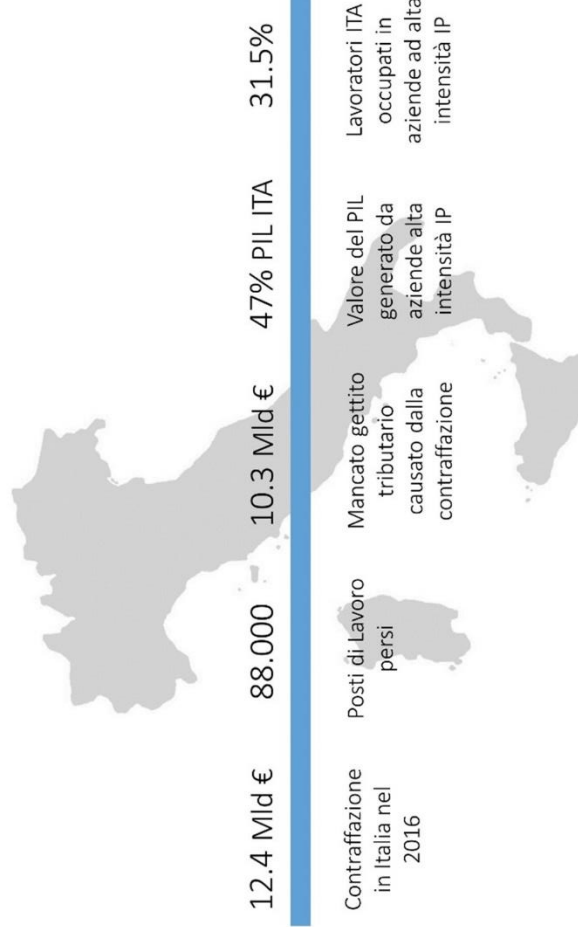 12.4 Mld €
88.000
10.3 Mld €
47% PIL ITA
31.5%
Contraffazione
in Italia nel
2016
Posti di Lavoro
persi
Mancato gettito
tributario
causato dalla
contraffazione
Valore del PIL
generato da
aziende alta
intensità IP
Lavoratori ITA
occupati in
aziende ad alta
intensità IP